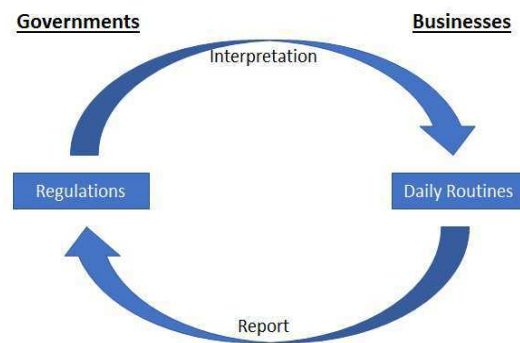 Governments
Businesses
Interpretation
Regulations
Daily Routines
Report